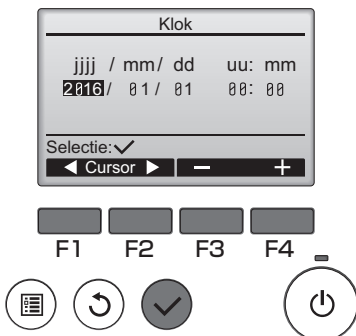 Klok
jjjj / mm/ dd uu: mm
2016/ 01/ 01 00: 00
Selectie:✓
◀ Cursor ▶ − +
F1 F2 F3 F4